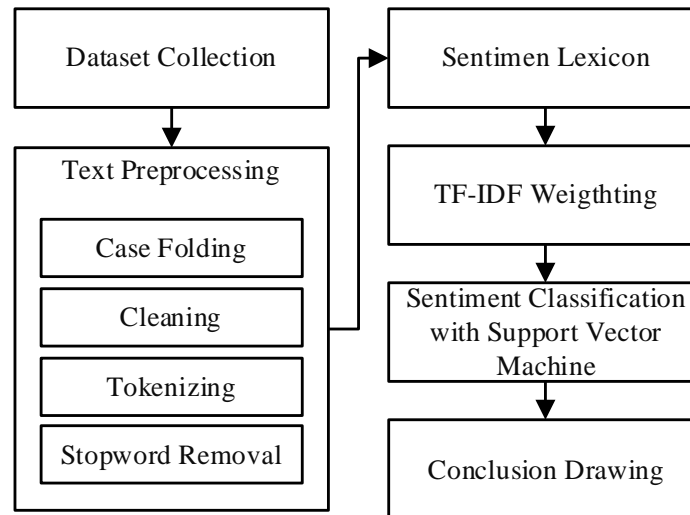 Dataset Collection
Text Preprocessing
Case Folding
Cleaning
Tokenizing
Stopword Removal
Sentimen Lexicon
TF-IDF Weigthting
Sentiment Classification
with Support Vector
Machine
Conclusion Drawing